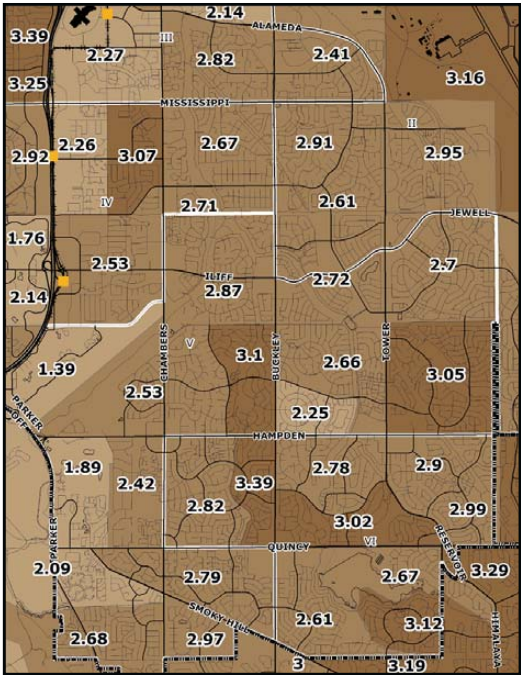 2.14
ALAMEDA
3.39
2.27
III
2.82
2.41
3.25
3.16
MISSISSIPPI
2.92
2.26
3.07
2.67
2.91
II
2.95
IV
2.71
2.61
JEWELL
1.76
2.53
ILIFF
2.87
2.72
2.7
2.14
CHAMBERS
BUCKLEY
TOWER
V
3.1
2.66
1.39
2.53
3.05
2.25
PARKER
OFF
HAMPDEN
1.89
2.42
3.39
2.78
2.9
2.82
3.02
2.99
PARKER
QUINCY
VI
RESERVOIR
2.09
2.79
2.67
3.29
SMOKY HILL
2.61
3.12
HIMALAYA
2.68
2.97
3
3.19